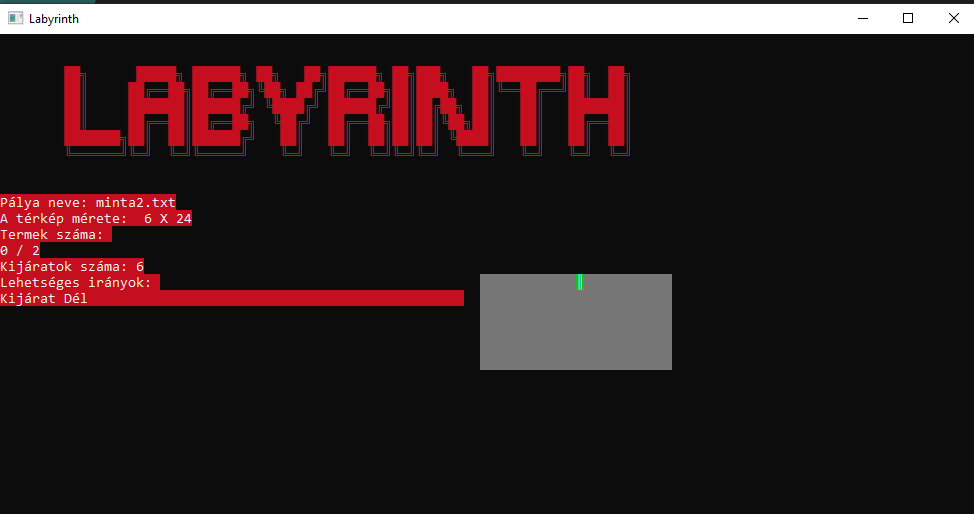 Labyrinth
LABYRINTH
Pálya neve: minta2.txt
A térkép mérete:  6 X 24
Termek száma:
0 / 2
Kijáratok száma: 6
Lehetséges irányok:
Kijárat Dél
║